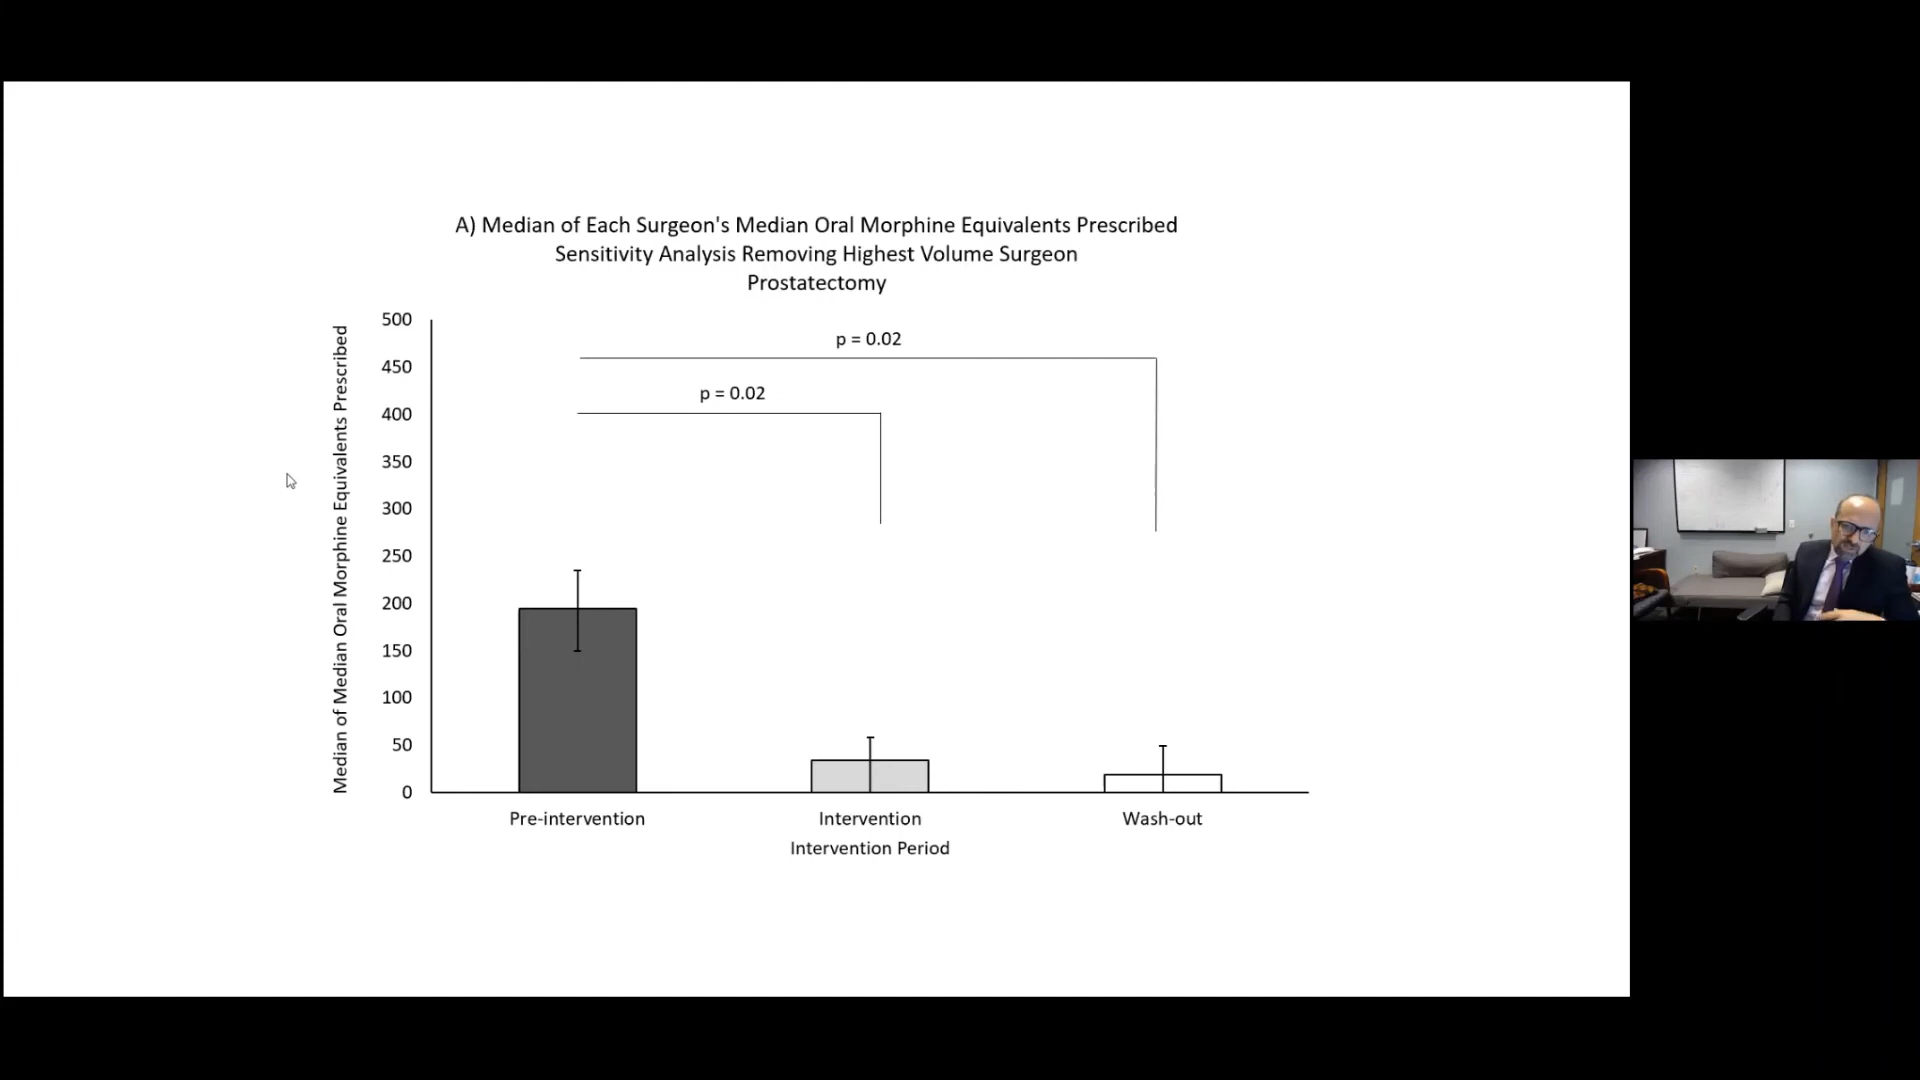 A) Median of Each Surgeon's Median Oral Morphine Equivalents Prescribed
Sensitivity Analysis Removing Highest Volume Surgeon
Prostatectomy
Median of Median Oral Morphine Equivalents Prescribed
500
450
400
350
300
250
200
150
100
50
0
p = 0.02
p = 0.02
Pre-intervention
Intervention
Wash-out
Intervention Period